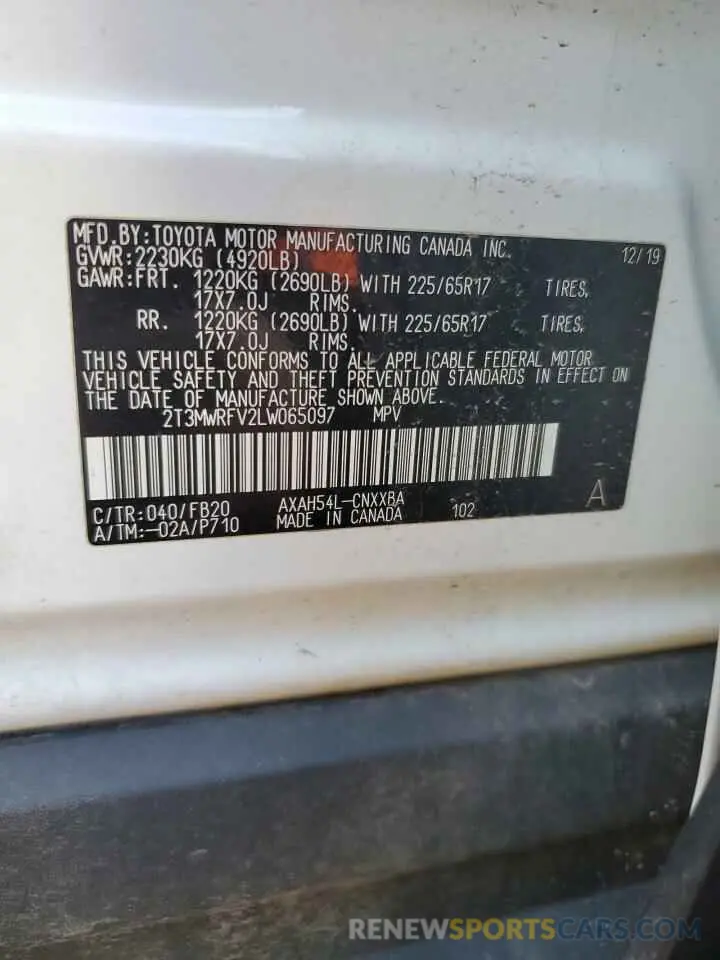 MFD.BY:TOYOTA MOTOR MANUFACTURING CANADA INC. 12/19
GVWR:2230KG (4920LB)
GAWR:FRT. 1220KG (2690LB) WITH 225/65R17 TIRES,
17X7.0J RIMS.
RR. 1220KG (2690LB) WITH 225/65R17 TIRES,
17X7.0J RIMS.
THIS VEHICLE CONFORMS TO ALL APPLICABLE FEDERAL MOTOR
VEHICLE SAFETY AND THEFT PREVENTION STANDARDS IN EFFECT ON
THE DATE OF MANUFACTURE SHOWN ABOVE.
2T3MWRFV2LW065097 MPV
C/TR:040/FB20 AXAH54L-CNXXBA A
A/TM:-02A/P710 MADE IN CANADA 102
RENEWSPORTSCARS.COM